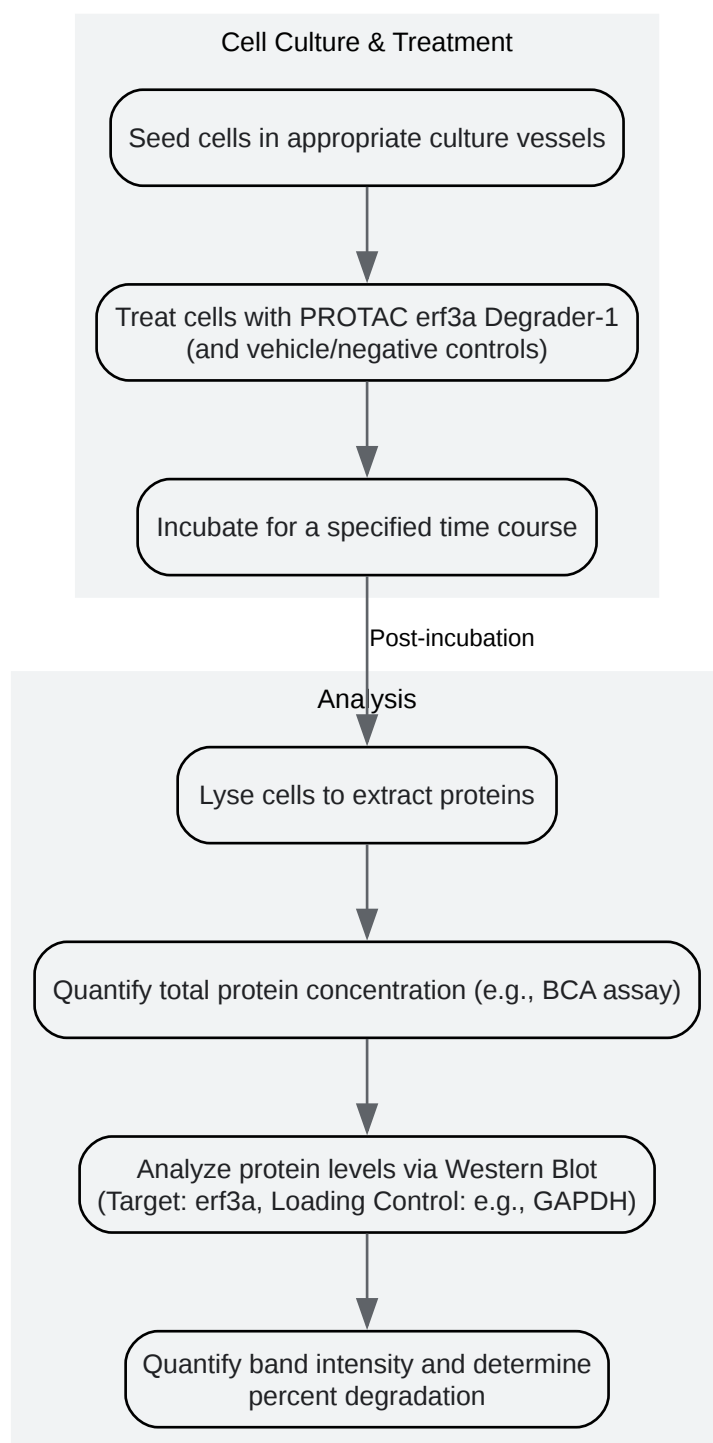 Cell Culture & Treatment
Seed cells in appropriate culture vessels
Treat cells with PROTAC erf3a Degrader-1
(and vehicle/negative controls)
Incubate for a specified time course
Post-incubation
Analysis
Lyse cells to extract proteins
Quantify total protein concentration (e.g., BCA assay)
Analyze protein levels via Western Blot
(Target: erf3a, Loading Control: e.g., GAPDH)
Quantify band intensity and determine
percent degradation